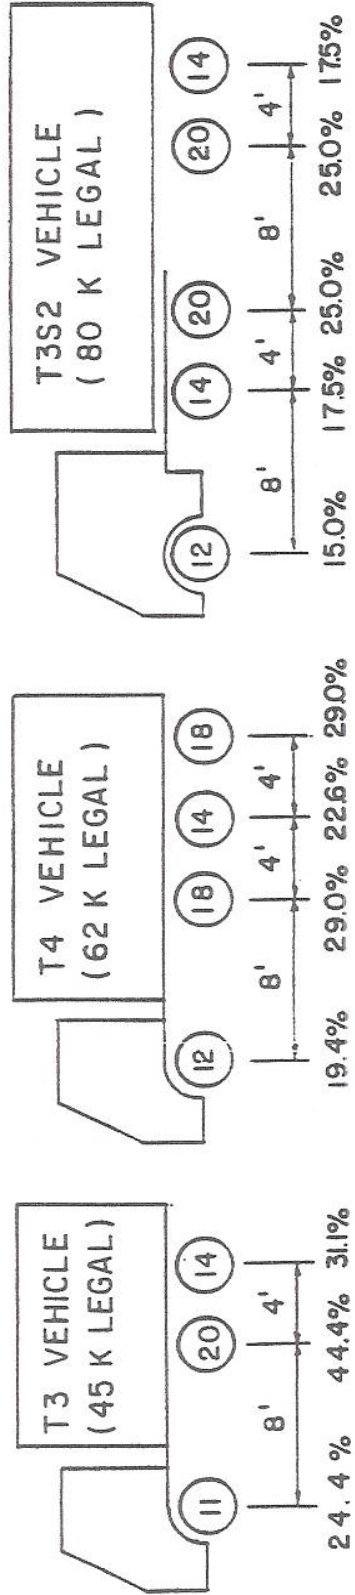 T3 VEHICLE
(45 K LEGAL)
11 20 14
8' 4'
24.4% 44.4% 31.1%
T4 VEHICLE
(62 K LEGAL)
12 18 14 18
8' 4' 4'
19.4% 29.0% 22.6% 29.0%
T3S2 VEHICLE
(80 K LEGAL)
12 14 20 20 14
8' 4' 8' 4'
15.0% 17.5% 25.0% 25.0% 17.5%